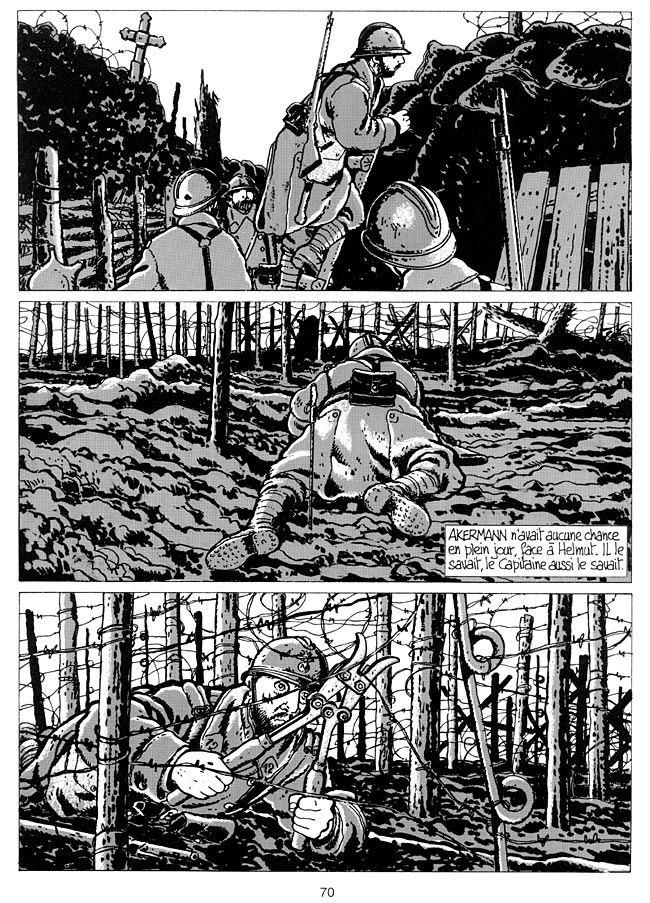 AKERMANN n'avait aucune chance
en plein jour, face à Helmut. IL le
savait, le Capitaine aussi le savait.
70